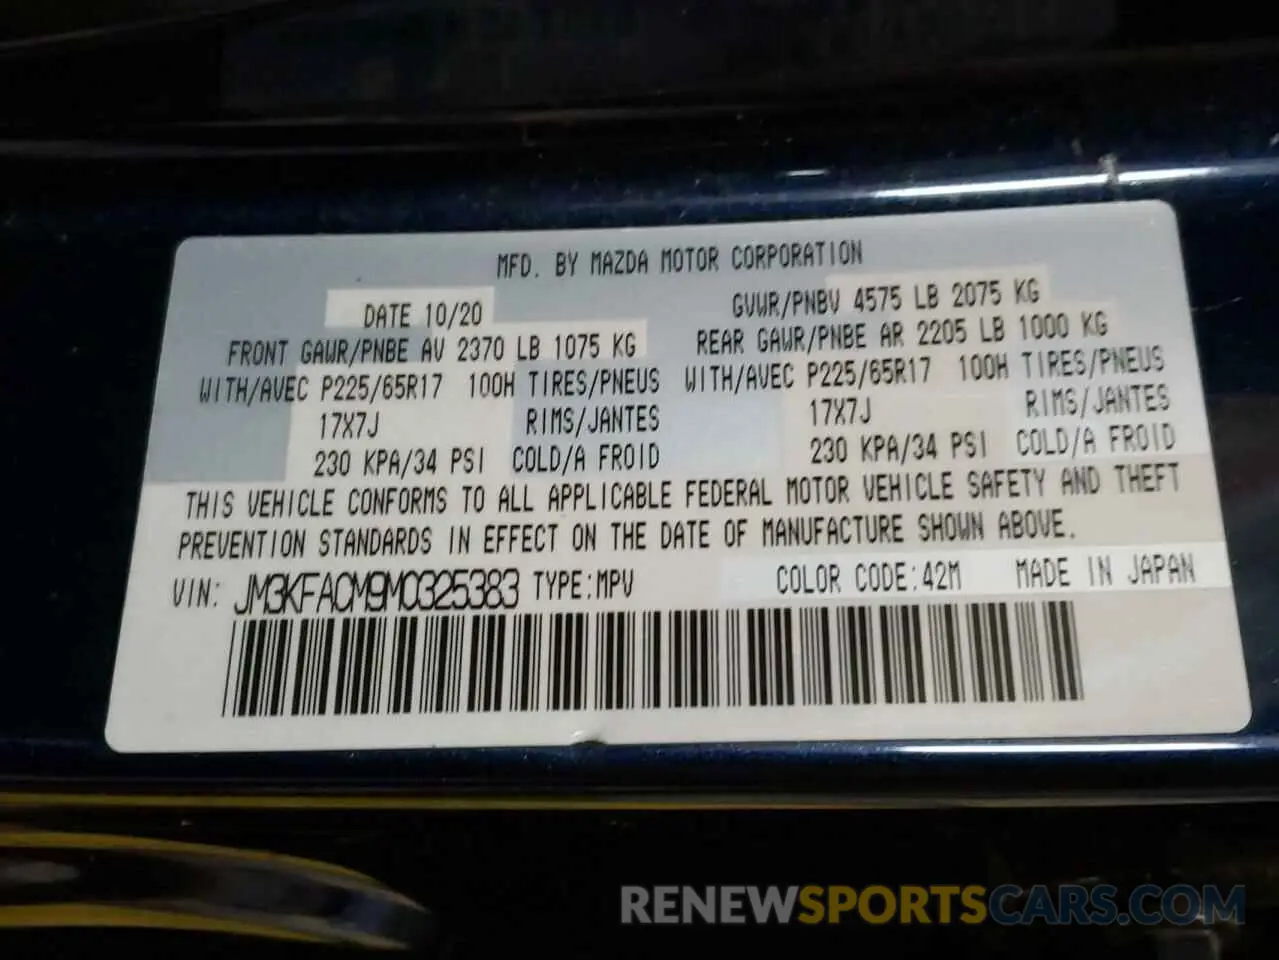 MFD. BY MAZDA MOTOR CORPORATION
DATE 10/20
GVWR/PNBV 4575 LB 2075 KG
FRONT GAWR/PNBE AV 2370 LB 1075 KG
REAR GAWR/PNBE AR 2205 LB 1000 KG
WITH/AVEC P225/65R17 100H TIRES/PNEUS
WITH/AVEC P225/65R17 100H TIRES/PNEUS
17X7J RIMS/JANTES
17X7J RIMS/JANTES
230 KPA/34 PSI COLD/A FROID
230 KPA/34 PSI COLD/A FROID
THIS VEHICLE CONFORMS TO ALL APPLICABLE FEDERAL MOTOR VEHICLE SAFETY AND THEFT
PREVENTION STANDARDS IN EFFECT ON THE DATE OF MANUFACTURE SHOWN ABOVE.
VIN: JM3KFACM9M0325383 TYPE:MPV COLOR CODE:42M MADE IN JAPAN
RENEWSPORTSCARS.COM